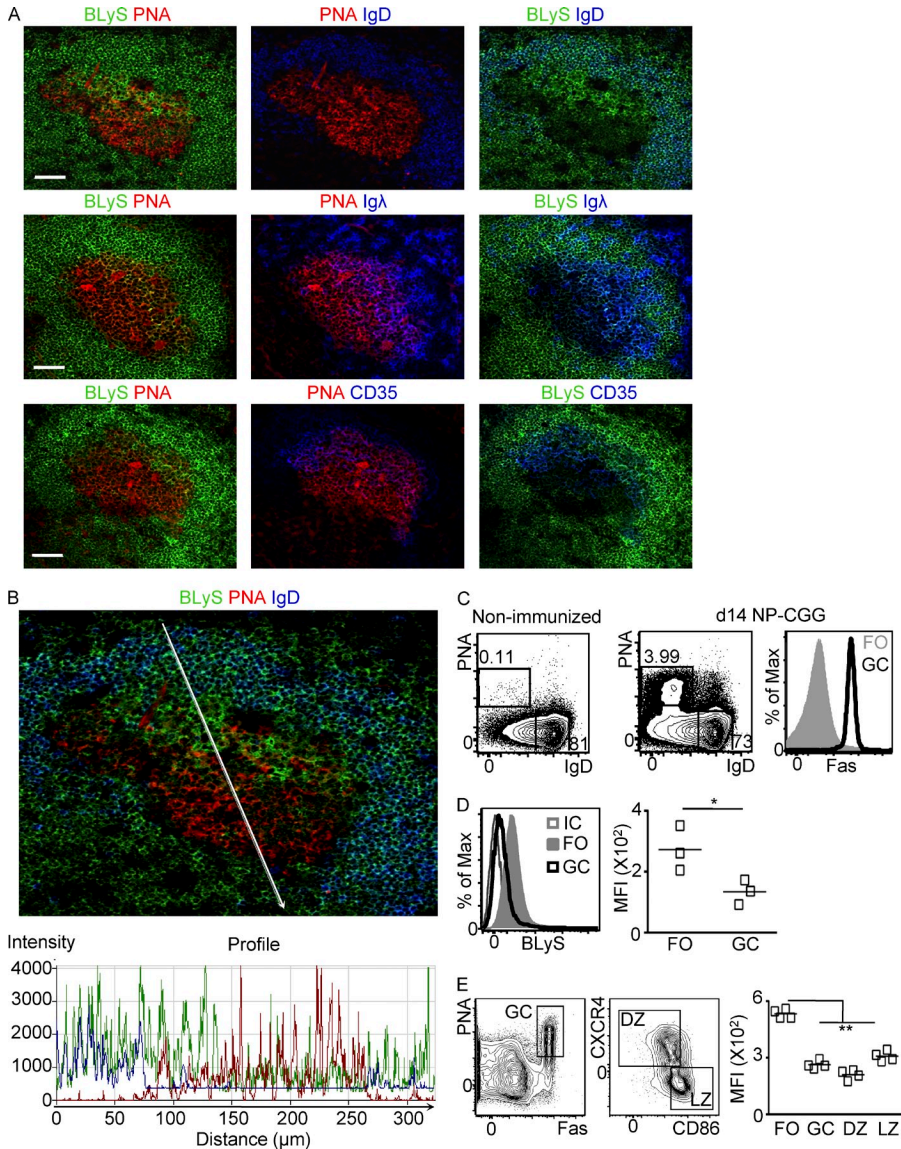 A
BLyS PNA
PNA IgD
BLyS IgD
BLyS PNA
PNA Igλ
BLyS Igλ
BLyS PNA
PNA CD35
BLyS CD35
B
BLyS PNA IgD
Intensity
Profile
4000
3000
2000
1000
0
0 50 100 150 200 250 300
Distance (µm)
C
Non-immunized
d14 NP-CGG
PNA
0.11
81
0
0
IgD
PNA
3.99
73
0
0
IgD
% of Max
FO
GC
0
Fas
D
% of Max
IC
FO
GC
0
BLyS
MFI (X10²)
4
2
0
*
FO GC
E
PNA
GC
0
Fas
CXCR4
DZ
0
LZ
0
CD86
MFI (X10²)
6
3
0
**
FO GC DZ LZ